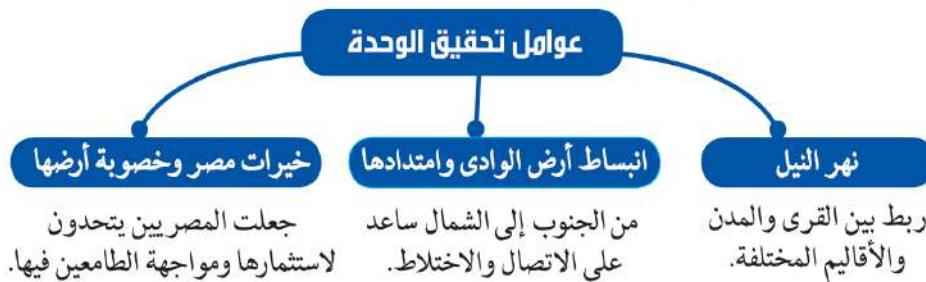 عوامل تحقيق الوحدة
نهر النيل
ربط بين القرى والمدن
والأقاليم المختلفة.
انبساط أرض الوادى وامتدادها
من الجنوب إلى الشمال ساعد
على الاتصال والاختلاط.
خيرات مصر وخصوبة أرضها
جعلت المصريين يتحدون
لاستثمارها ومواجهة الطامعين فيها.